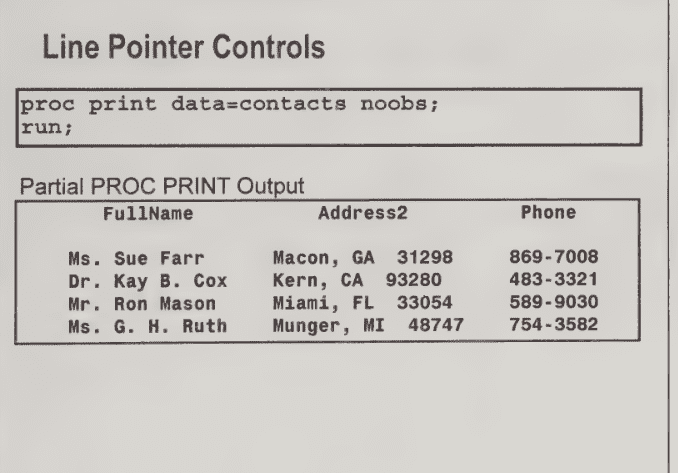 Line Pointer Controls
proc print data=contacts noobs;
run;
Partial PROC PRINT Output
FullName Address2 Phone
Ms. Sue Farr Macon, GA 31298 869-7008
Dr. Kay B. Cox Kern, CA 93280 483-3321
Mr. Ron Mason Miami, FL 33054 589-9030
Ms. G. H. Ruth Munger, MI 48747 754-3582